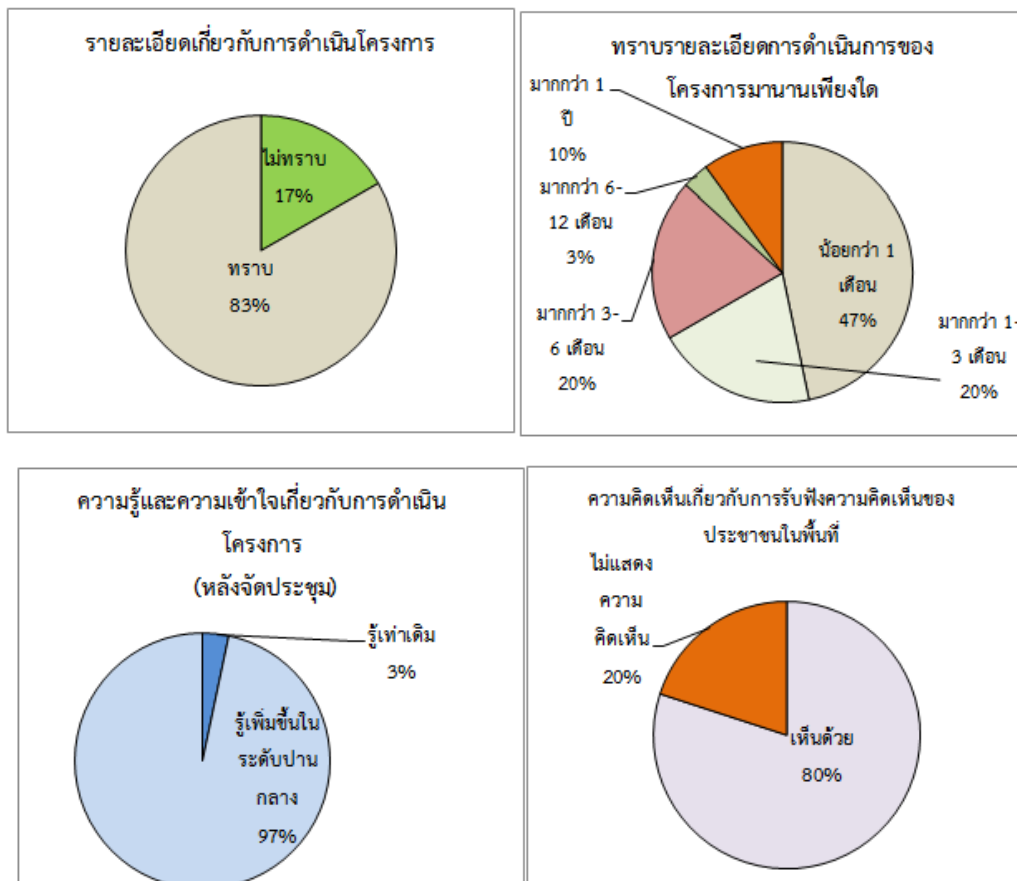 รายละเอียดเกี่ยวกับการดำเนินโครงการ
ไม่ทราบ
17%
ทราบ
83%
ทราบรายละเอียดการดำเนินการของ
โครงการมานานเพียงใด
มากกว่า 1
ปี
10%
มากกว่า 6-
12 เดือน
3%
มากกว่า 3-
6 เดือน
20%
น้อยกว่า 1
เดือน
47%
มากกว่า 1-
3 เดือน
20%
ความรู้และความเข้าใจเกี่ยวกับการดำเนิน
โครงการ
(หลังจัดประชุม)
รู้เท่าเดิม
3%
รู้เพิ่มขึ้นใน
ระดับปาน
กลาง
97%
ความคิดเห็นเกี่ยวกับการรับฟังความคิดเห็นของ
ประชาชนในพื้นที่
ไม่แสดง
ความ
คิดเห็น
20%
เห็นด้วย
80%